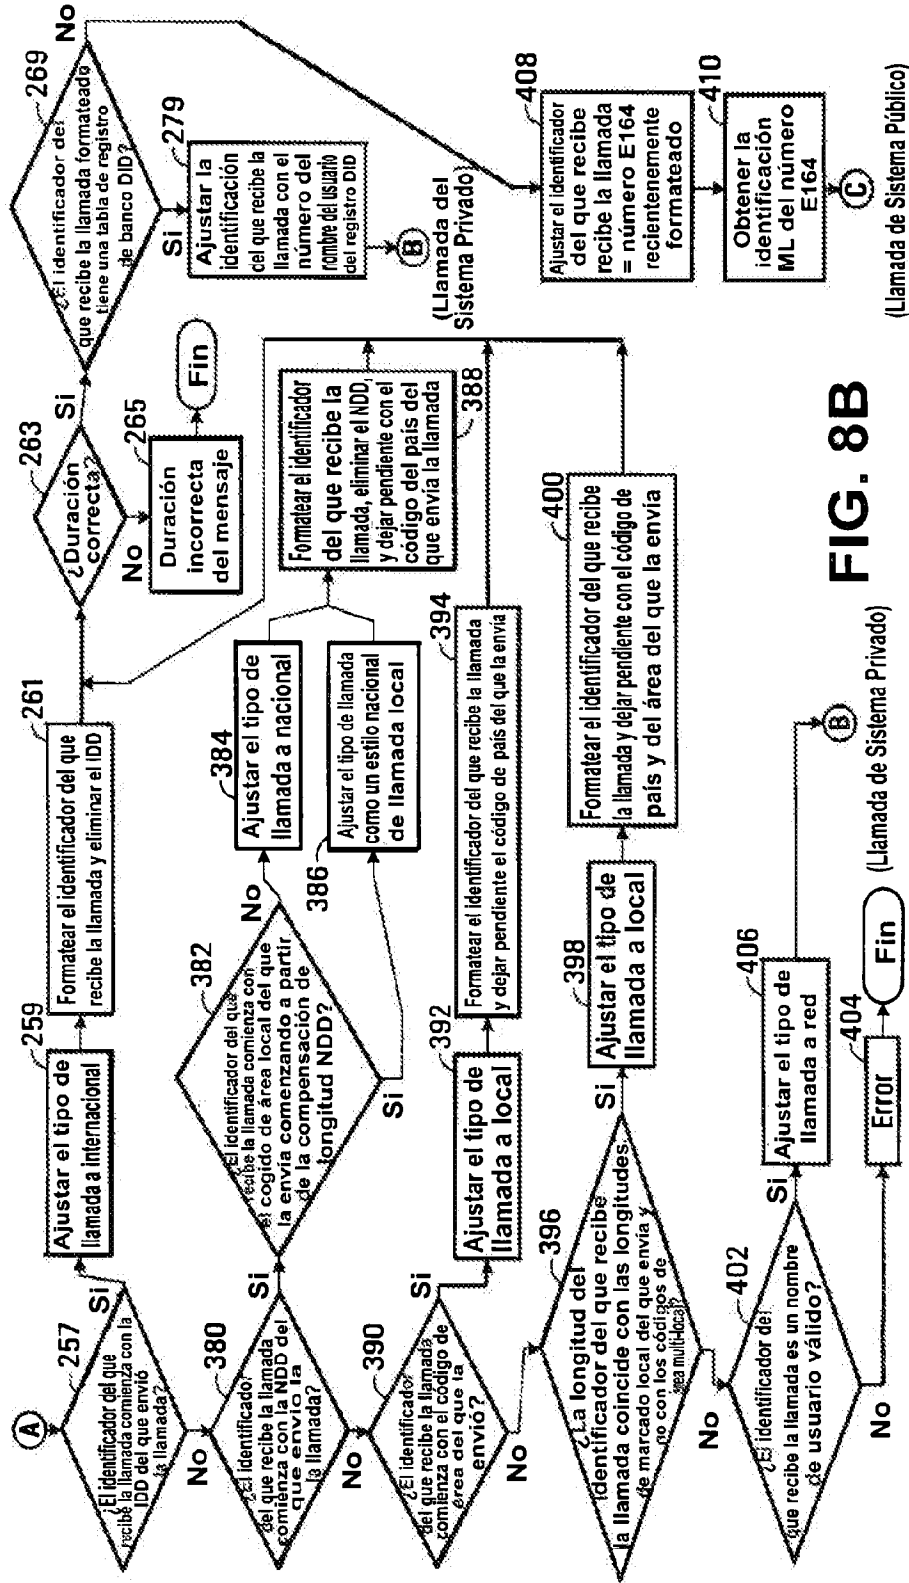 A
257
¿El identificador del que
recibe la llamada comienza con la
IDD del que envió
la llamada?
Si
No
259
Ajustar el tipo de
llamada a internacional
261
Formatear el identificador del que
recibe la llamada y eliminar el IDD
263
¿Duración
correcta?
Si
No
265
Duración
incorrecta
del mensaje
Fin
269
¿El identificador del
que recibe la llamada formateado
tiene una tabla de registro
de banco DID?
No
Si
279
Ajustar la
identificación
del que recibe la
llamada con el
número del
nombre del usuario
del registro DID
B
(Llamada del
Sistema Privado)
380
¿El identificador
del que recibe la llamada
comienza con la NDD del
que envio la
la llamada?
Si
No
382
¿El identificador del que
recibe la llamada comienza con
el cogido de área local del que
la envía comenzando a partir
de la compensación de
longitud NDD?
No
Si
384
Ajustar el tipo de
llamada a nacional
386
Ajustar el tipo de llamada
como un estilo nacional
de llamada local
388
Formatear el identificador
del que recibe la
llamada, eliminar el NDD,
y dejar pendiente con el
código del país del
que envía la llamada
390
¿El identificador
del que recibe la llamada
comienza con el código de
área del que la
envió?
Si
No
392
Ajustar el tipo de
llamada a local
394
Formatear el identificador del que recibe la llamada
y dejar pendiente el código de país del que la envía
396
¿La longitud del
Identificador del que recibe
la llamada coincide con las longitudes
de marcado local del que envía y
no con los códigos de
área multi-local?
Si
No
398
Ajustar el tipo de
llamada a local
400
Formatear el identificador del que recibe
la llamada y dejar pendiente con el código de
país y del área del que la envía
402
¿El identificador del
que recibe la llamada es un nombre
de usuario válido?
Si
No
404
Error
Fin
406
Ajustar el tipo de
llamada a red
B
(Llamada de Sistema Privado)
408
Ajustar el identificador
del que recibe
recibe la llamada
= número E164
recientenemente
formateado
410
Obtener la
identificación
ML del número
E164
C
(Llamada de Sistema Público)
FIG. 8B